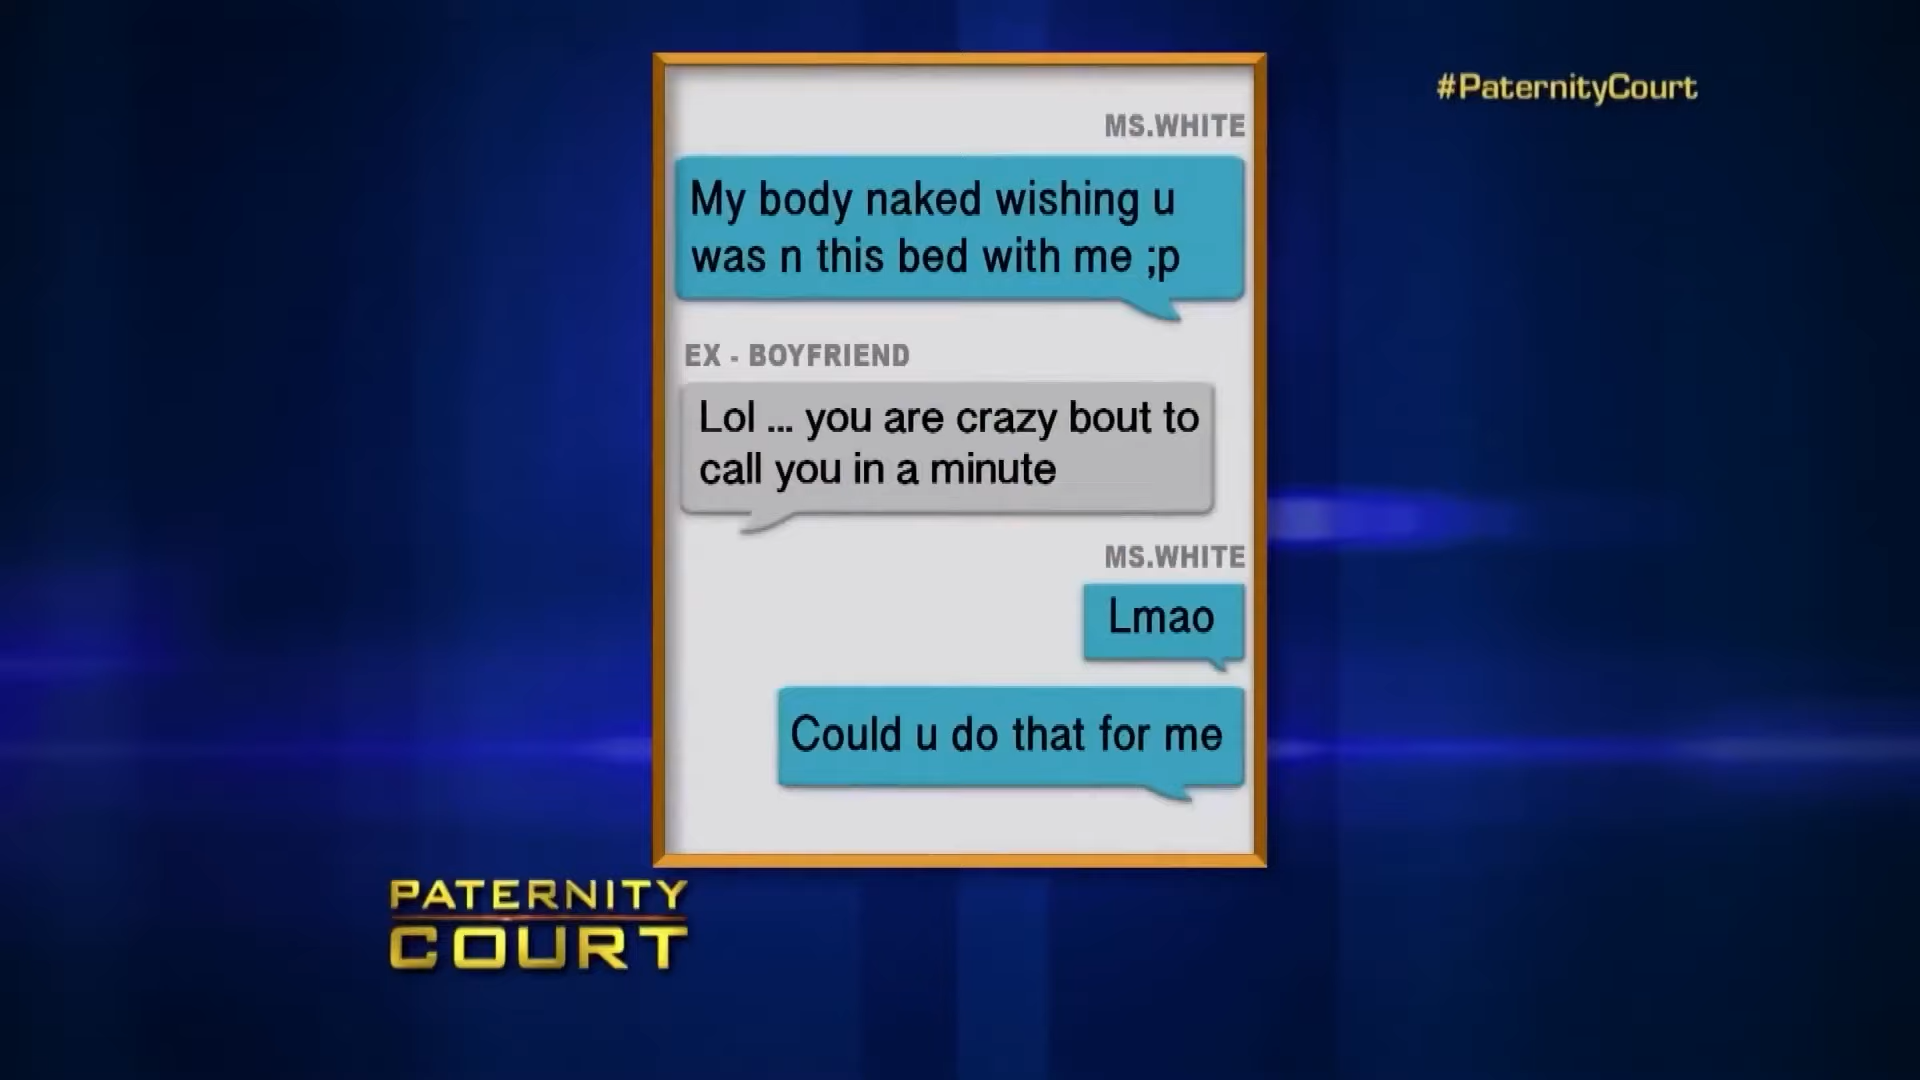 #PaternityCourt
MS.WHITE
My body naked wishing u
was n this bed with me ;p
EX - BOYFRIEND
Lol ... you are crazy bout to
call you in a minute
MS.WHITE
Lmao
Could u do that for me
PATERNITY
COURT